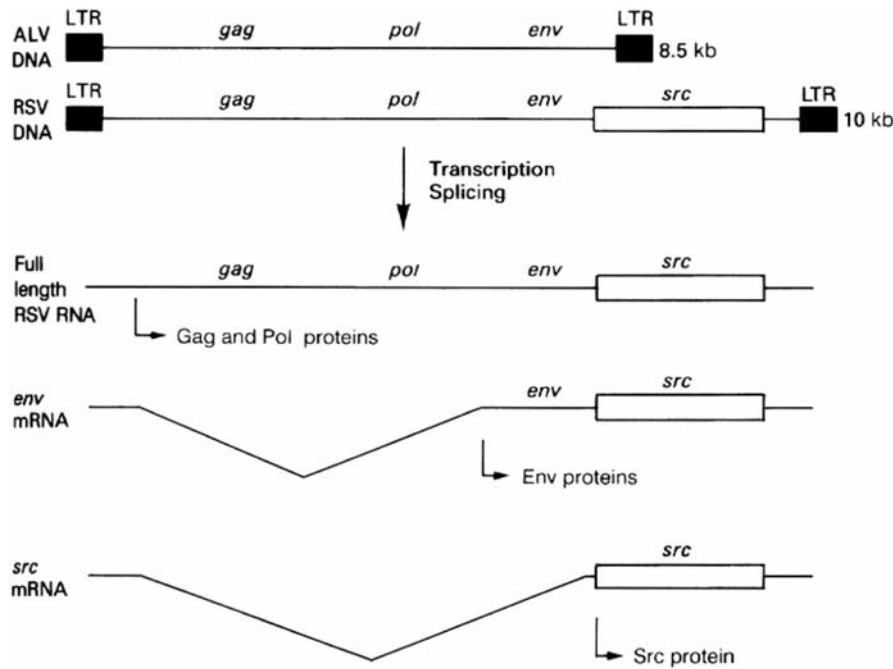 LTR LTR
ALV gag pol env
DNA 8.5 kb
LTR LTR
RSV gag pol env src
DNA 10 kb
Transcription
Splicing
Full gag pol env src
length
RSV RNA
Gag and Pol proteins
env env src
mRNA
Env proteins
src src
mRNA
Src protein